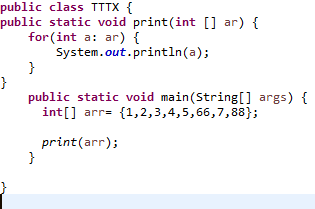 public class TTTX {
public static void print(int [] ar) {
    for(int a: ar) {
        System.out.println(a);
    }
}
    public static void main(String[] args) {
      int[] arr= {1,2,3,4,5,66,7,88};

      print(arr);
    }

}